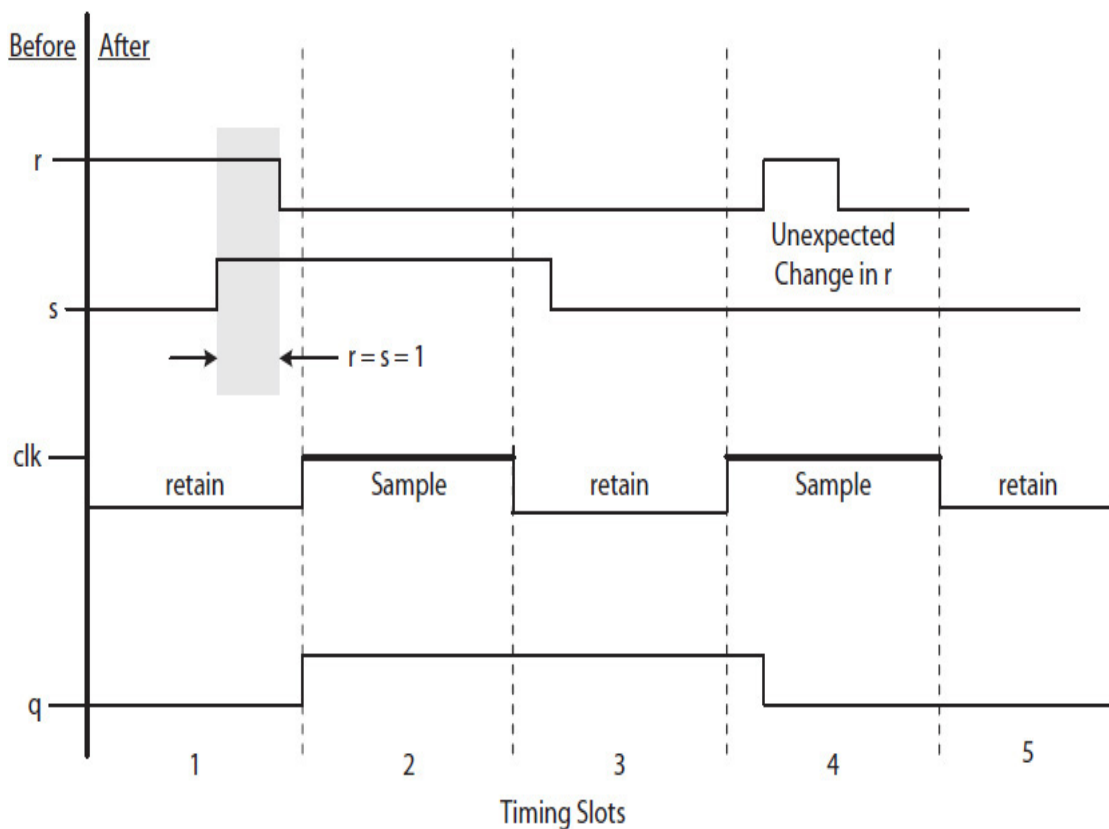 Before After
r
Unexpected
Change in r
s
r = s = 1
clk
retain Sample retain Sample retain
q
1 2 3 4 5
Timing Slots